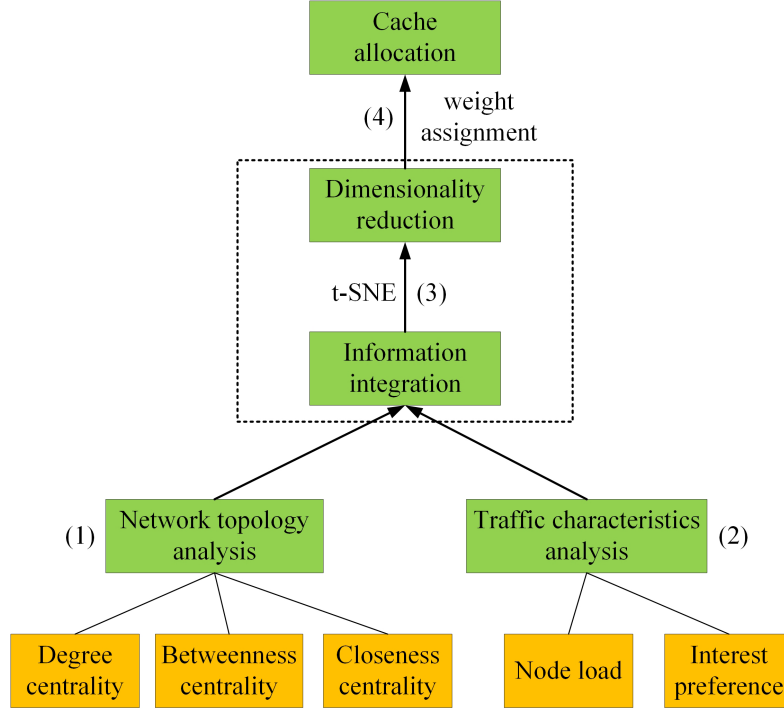 Cache
allocation
(4)
weight
assignment
Dimensionality
reduction
t-SNE
(3)
Information
integration
(1)
Network topology
analysis
Traffic characteristics
analysis
(2)
Degree
centrality
Betweenness
centrality
Closeness
centrality
Node load
Interest
preference